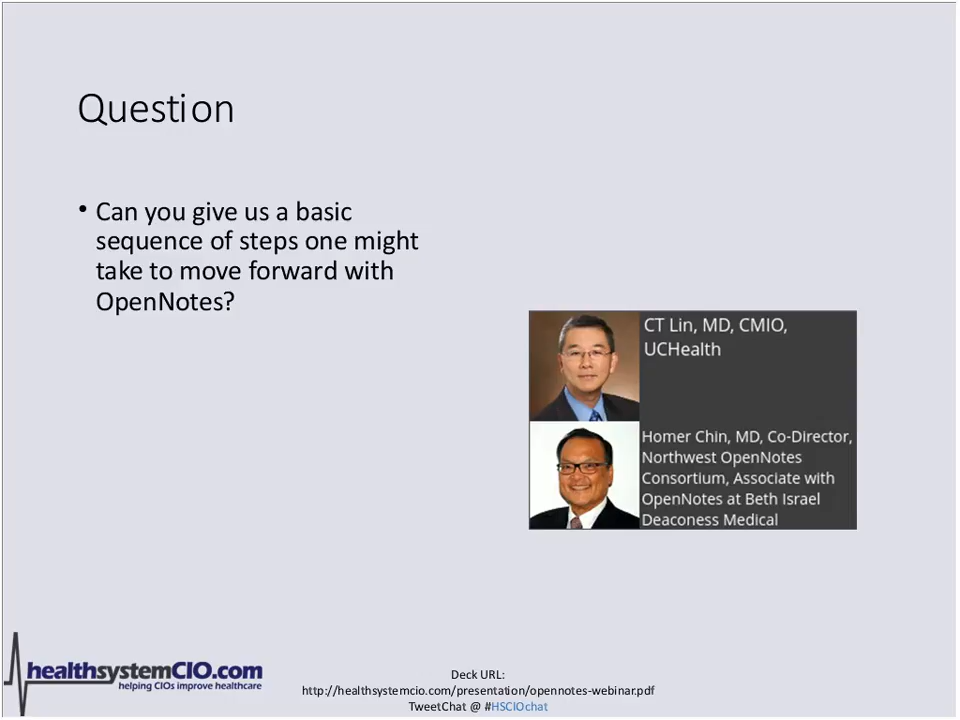 Question
• Can you give us a basic
sequence of steps one might
take to move forward with
OpenNotes?
CT Lin, MD, CMIO,
UCHealth
Homer Chin, MD, Co-Director,
Northwest OpenNotes
Consortium, Associate with
OpenNotes at Beth Israel
Deaconess Medical
healthsystemCIO.com
helping CIOs improve healthcare
Deck URL:
http://healthsystemcio.com/presentation/opennotes-webinar.pdf
TweetChat @ #HSCIOchat